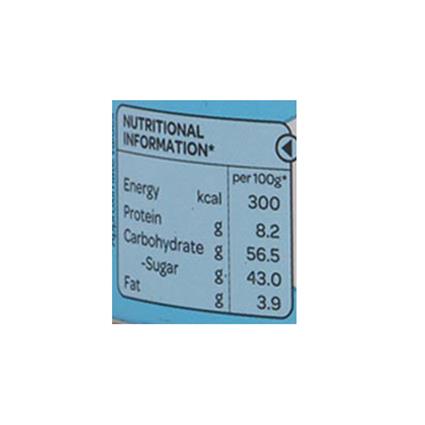 NUTRITIONAL
INFORMATION*
per 100g*
Energy kcal 300
Protein g 8.2
Carbohydrate g 56.5
-Sugar g 43.0
Fat g 3.9